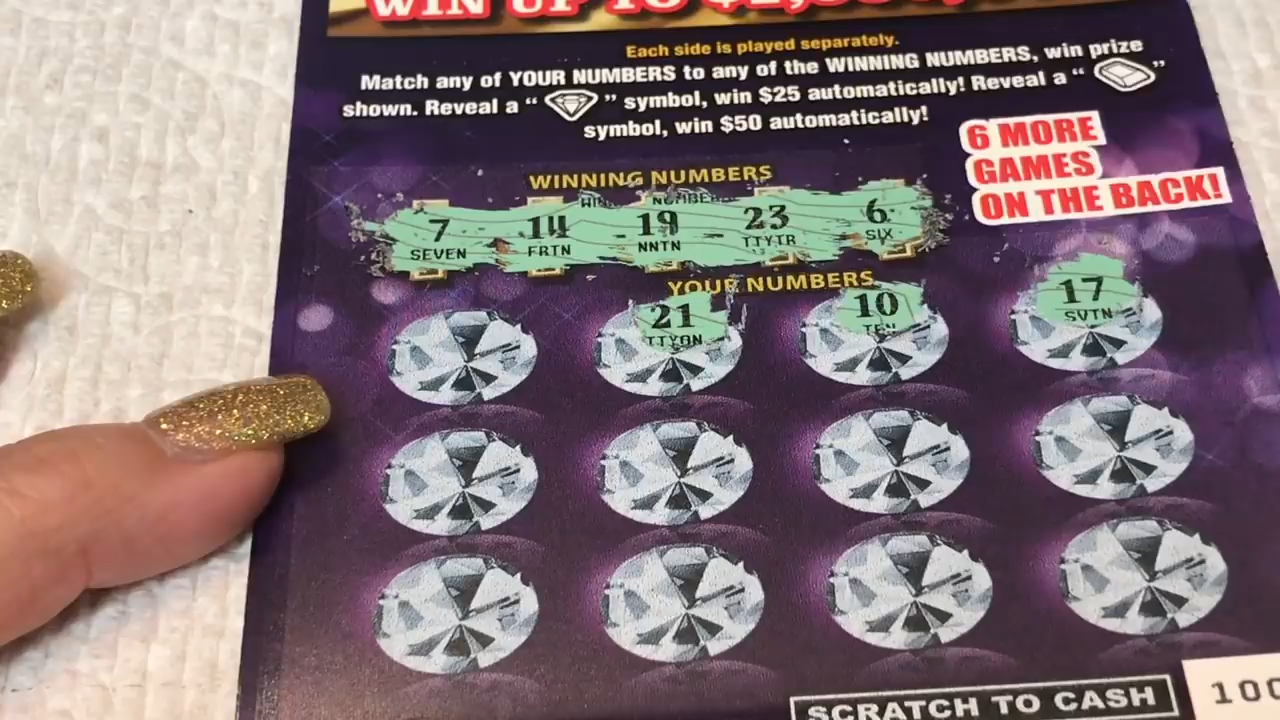 WIN UP TO
Each side is played separately.
Match any of YOUR NUMBERS to any of the WINNING NUMBERS, win prize
shown. Reveal a “ ” symbol, win $25 automatically! Reveal a “ ”
symbol, win $50 automatically!
6 MORE
GAMES
ON THE BACK!
WINNING NUMBERS
7 14 19 23 6
SEVEN FRTN NNTN TTYTR SIX
YOUR NUMBERS
21 10 17
TTYON TEN SVTN
SCRATCH TO CASH
100